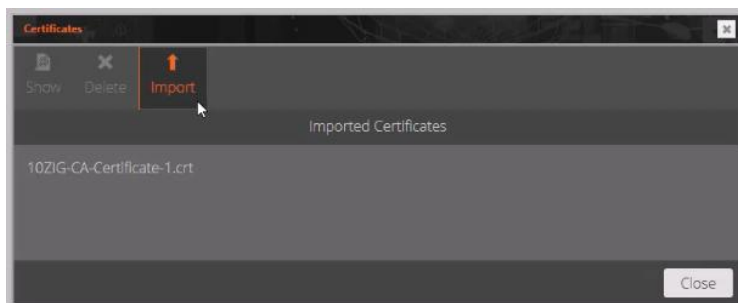 Certificates
Show Delete Import
Imported Certificates
10ZIG-CA-Certificate-1.crt
Close